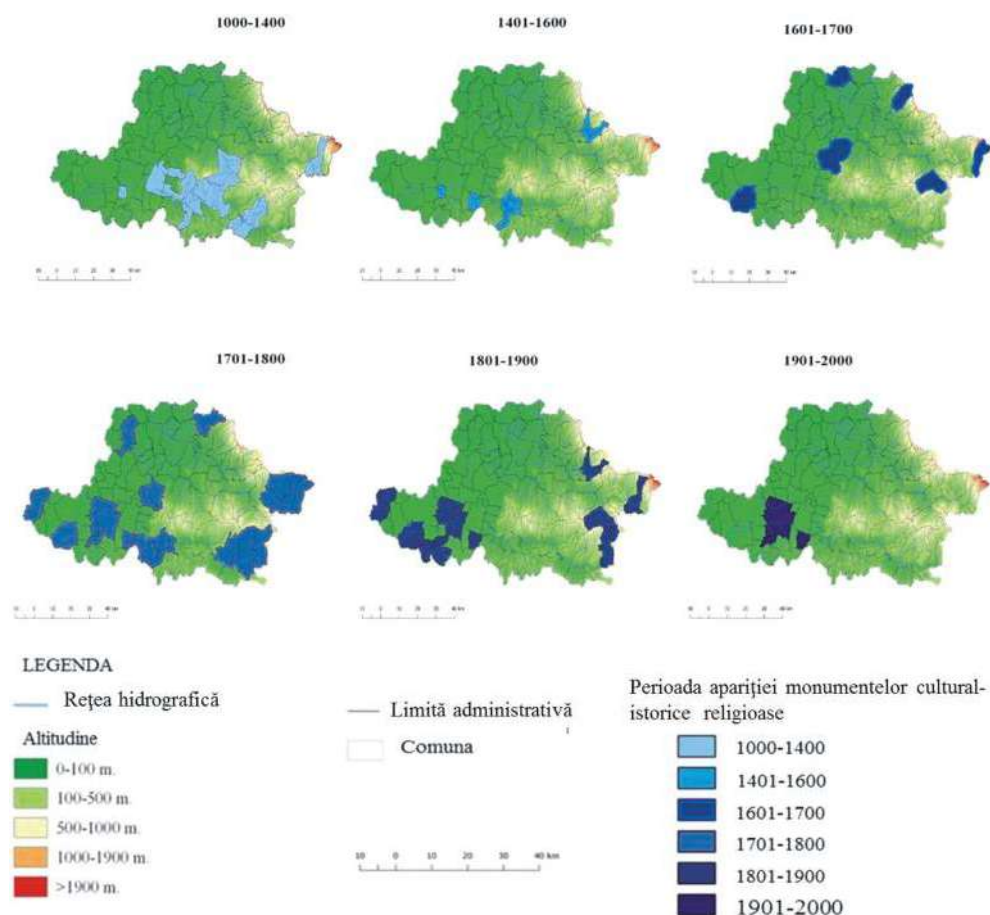 1000-1400
1401-1600
1601-1700
1701-1800
1801-1900
1901-2000
LEGENDA
Rețea hidrografică
Altitudine
0-100 m.
100-500 m.
500-1000 m.
1000-1900 m.
>1900 m.
Limită administrativă
Comuna
10 0 10 20 30 40 km
Perioada apariției monumentelor cultural-
istorice religioase
1000-1400
1401-1600
1601-1700
1701-1800
1801-1900
1901-2000